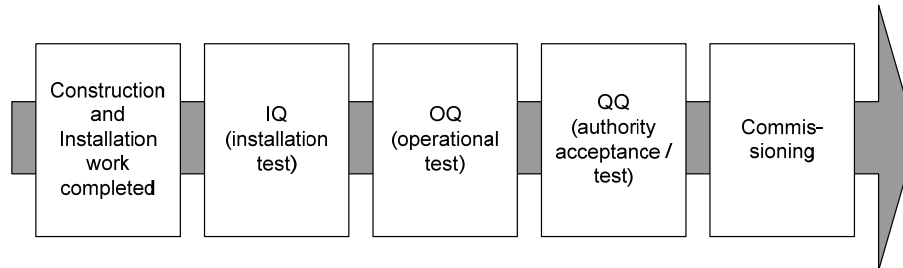 Construction
and
Installation
work
completed
IQ
(installation
test)
OQ
(operational
test)
QQ
(authority
acceptance /
test)
Commis-
sioning